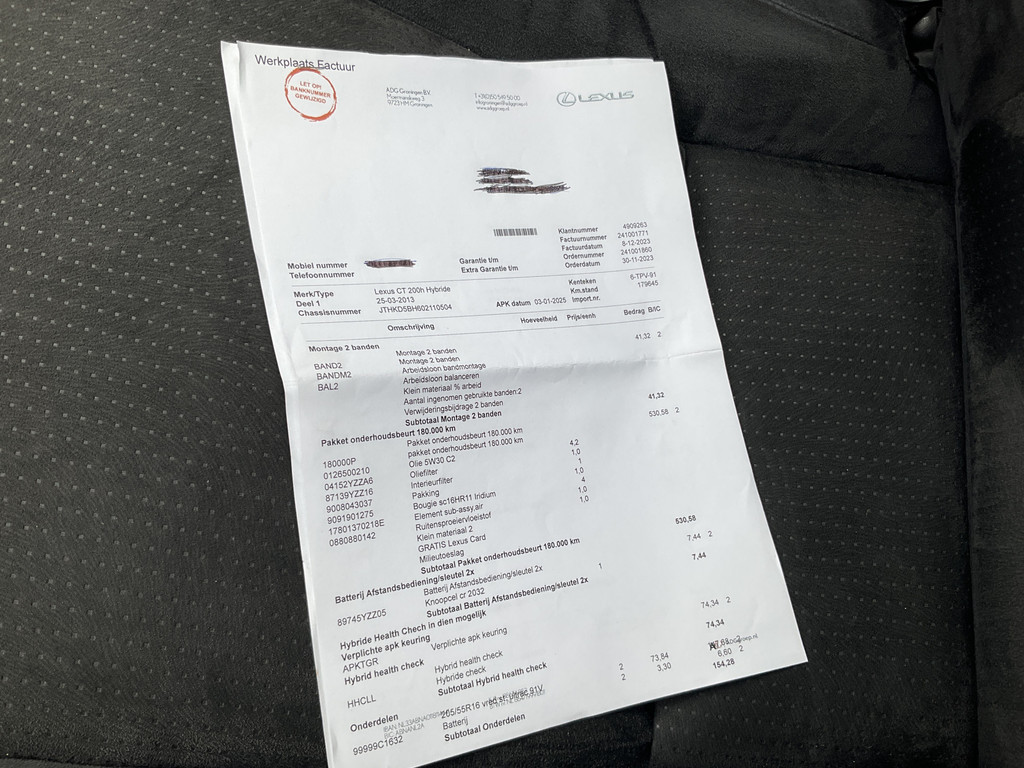 Werkplaats Factuur
LET OP!
BANKNUMMER
GEWIJZIGD
ADG Groningen B.V.
9723 HM Groningen
www.adggroep.nl
LEXUS
Klantnummer 4909263
Factuurnummer 241001771
Factuurdatum 8-12-2023
Ordernummer 241001860
Orderdatum 30-11-2023
Mobiel nummer Garantie t/m
Telefoonnummer Extra Garantie t/m
Merk/Type Lexus CT 200h Hybride Kenteken 6-TPV-91
Deel 1 25-03-2013 Km.stand 179645
Chassisnummer JTHKD5BH602110504 APK datum 03-01-2025 Import.nr.
Omschrijving Hoeveelheid Prijs/eenh Bedrag B/C
Montage 2 banden 41,32 2
Montage 2 banden
BAND2 Montage 2 banden
BANDM2 Arbeidsloon bandmontage
BAL2 Arbeidsloon balanceren
Klein materiaal % arbeid
Aantal ingenomen gebruikte banden:2
Verwijderingsbijdrage 2 banden
Subtotaal Montage 2 banden 41,32
Pakket onderhoudsbeurt 180.000 km 530,58 2
Pakket onderhoudsbeurt 180.000 km
180000P pakket onderhoudsbeurt 180.000 km
0126500210 Olie 5W30 C2 4,2
04152YZZA6 Oliefilter 1,0
87139YZZ16 Interieurfilter 1
9008043037 Pakking 1,0
9091901275 Bougie sc16HR11 Iridium 4
17801370218E Element sub-assy,air 1,0
0880880142 Ruitensproeiervloeistof 1,0
Klein materiaal 2
GRATIS Lexus Card
Milieutoeslag
Subtotaal Pakket onderhoudsbeurt 180.000 km 530,58
Batterij Afstandsbediening/sleutel 2x 7,44 2
Batterij Afstandsbediening/sleutel 2x
89745YZZ05 Knoopcel cr 2032 1
Subtotaal Batterij Afstandsbediening/sleutel 2x 7,44
Hybride Health Chech in dien mogelijk
Verplichte apk keuring 74,34 2
APKTGR Verplichte apk keuring
74,34
Hybrid health check
Hybrid health check
HHCLL Hybride check
Subtotaal Hybrid health check
Onderdelen
205/55R16 91V 2 73,84 2
99999C1632 Batterij 2 3,30 6,60 2
Subtotaal Onderdelen 154,28